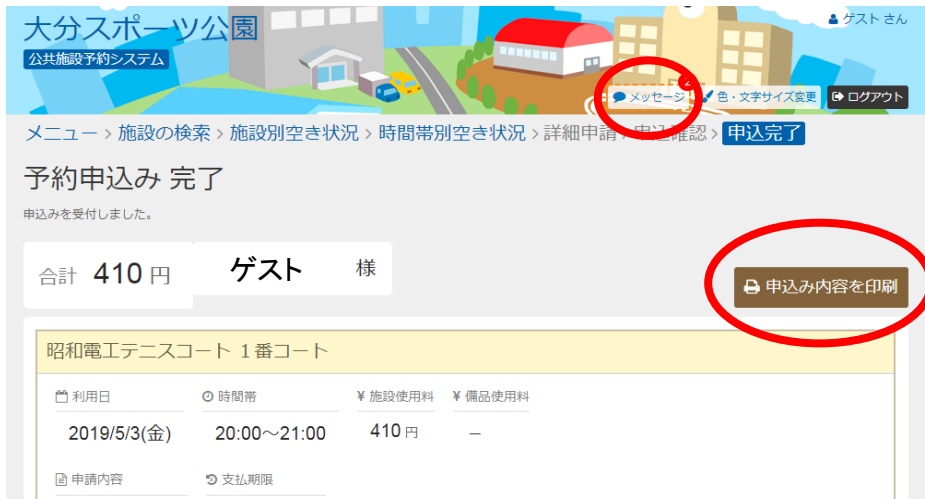 大分スポーツ公園
ゲスト さん
公共施設予約システム
メッセージ
色・文字サイズ変更
ログアウト
メニュー > 施設の検索 > 施設別空き状況 > 時間帯別空き状況 > 詳細申請 > 申込確認 > 申込完了
予約申込み 完了
申込みを受付しました。
合計 410 円 ゲスト 様
申込み内容を印刷
昭和電工テニスコート 1番コート
利用日 時間帯 ¥ 施設使用料 ¥ 備品使用料
2019/5/3(金) 20:00～21:00 410 円 －
申請内容 支払期限